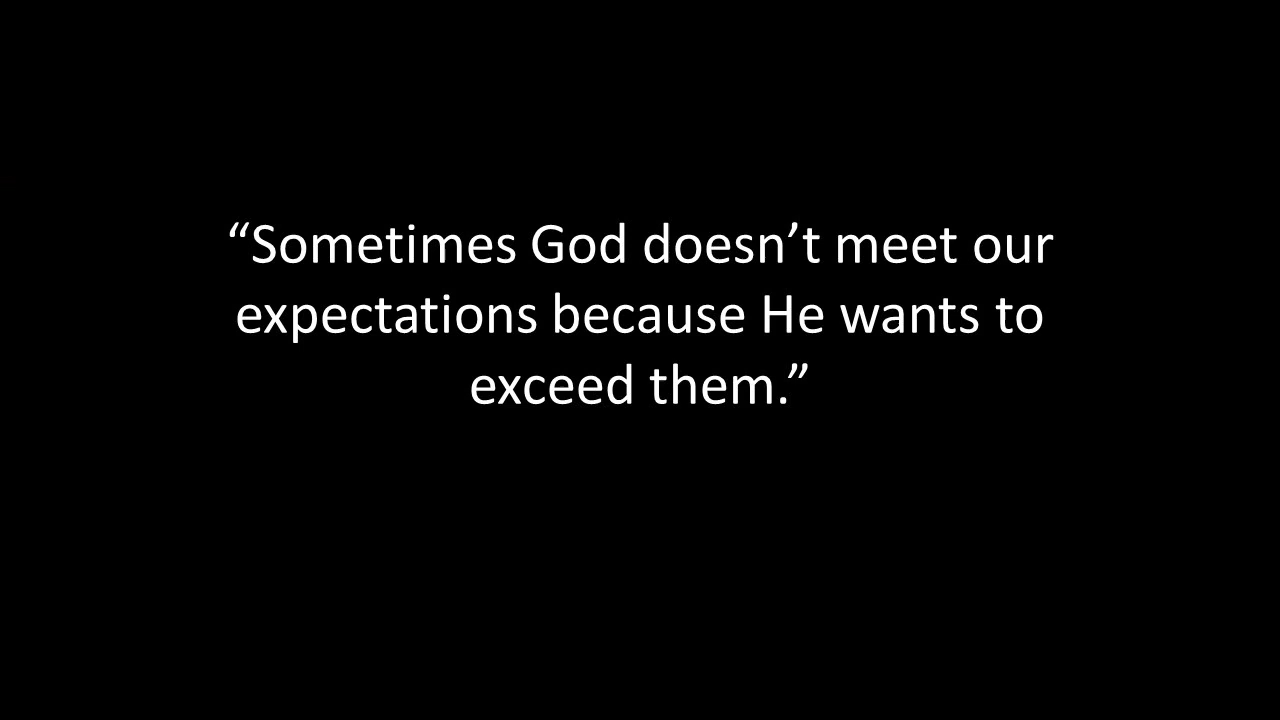 “Sometimes God doesn’t meet our
expectations because He wants to
exceed them.”